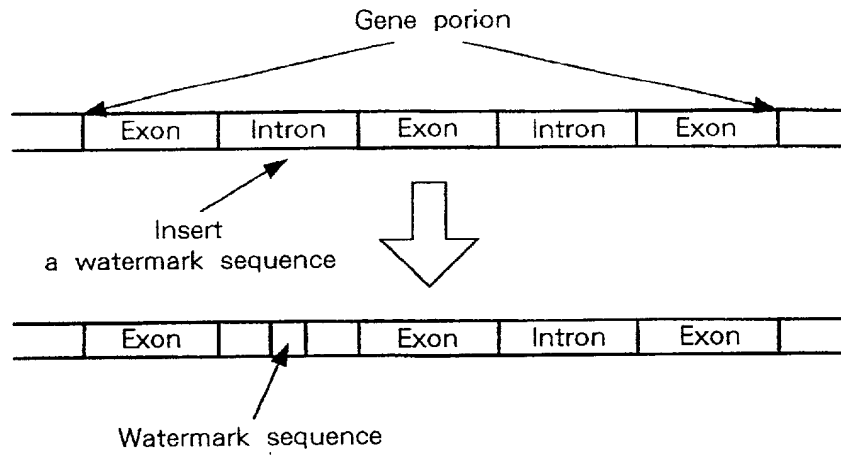 Gene porion
Exon Intron Exon Intron Exon
Insert
a watermark sequence
Exon Exon Intron Exon
Watermark sequence